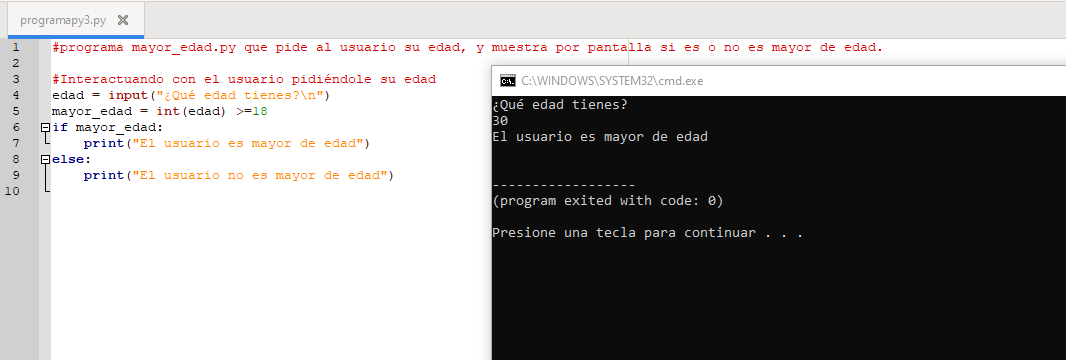 programapy3.py
1 #programa mayor_edad.py que pide al usuario su edad, y muestra por pantalla si es o no es mayor de edad.
2
3 #Interactuando con el usuario pidiéndole su edad
4 edad = input("¿Qué edad tienes?\n")
5 mayor_edad = int(edad) >=18
6 if mayor_edad:
7     print("El usuario es mayor de edad")
8 else:
9     print("El usuario no es mayor de edad")
10
C:\WINDOWS\SYSTEM32\cmd.exe
¿Qué edad tienes?
30
El usuario es mayor de edad
------------------
(program exited with code: 0)
Presione una tecla para continuar . . .